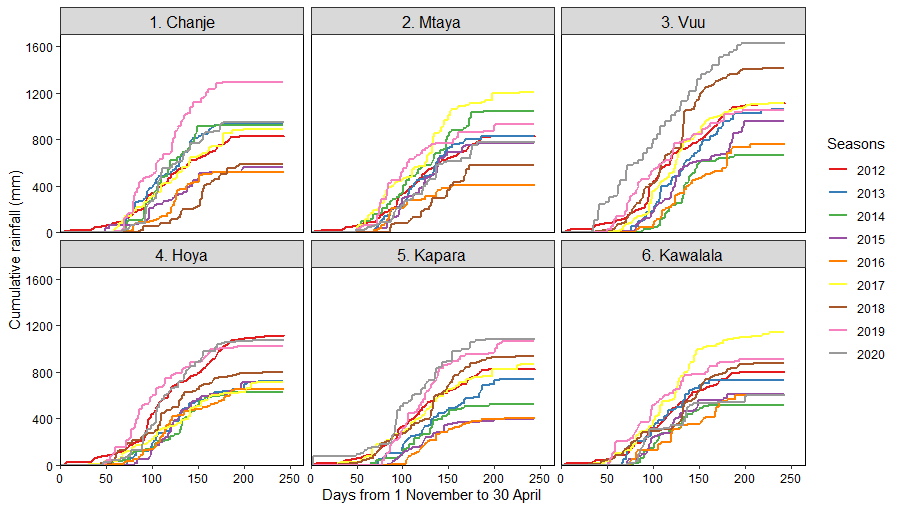 1. Chanje
2. Mtaya
3. Vuu
1600
1200
800
400
0
4. Hoya
5. Kapara
6. Kawalala
1600
1200
800
400
0
0 50 100 150 200 250
0 50 100 150 200 250
0 50 100 150 200 250
Days from 1 November to 30 April
Cumulative rainfall (mm)
Seasons
2012
2013
2014
2015
2016
2017
2018
2019
2020